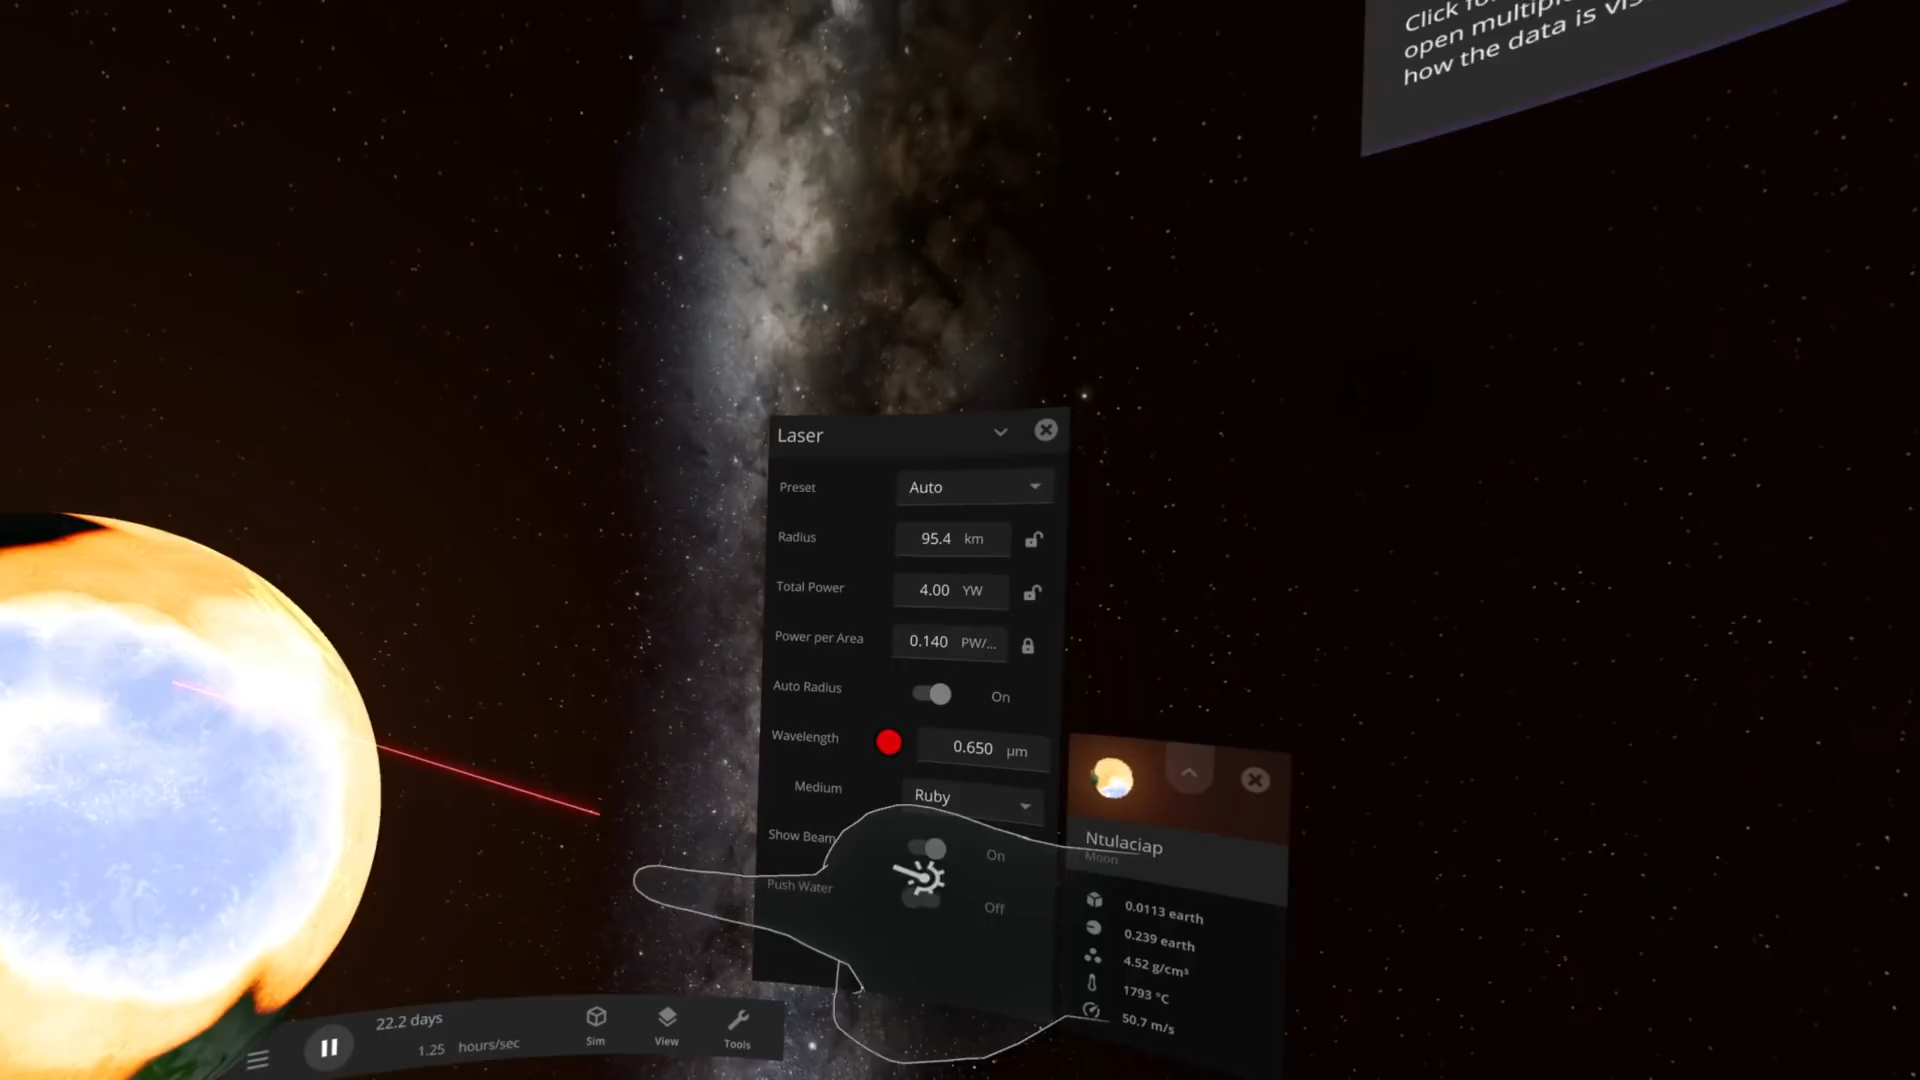 Click
open
how the data is
Laser
Preset Auto
Radius 95.4 km
Total Power 4.00 YW
Power per Area 0.140 PW/...
Auto Radius On
Wavelength 0.650 µm
Medium Ruby
Show Beam On
Push Water Off
Ntulaciap
Moon
0.0113 earth
0.239 earth
4.52 g/cm³
1793 °C
50.7 m/s
22.2 days
1.25 hours/sec
Sim
View
Tools